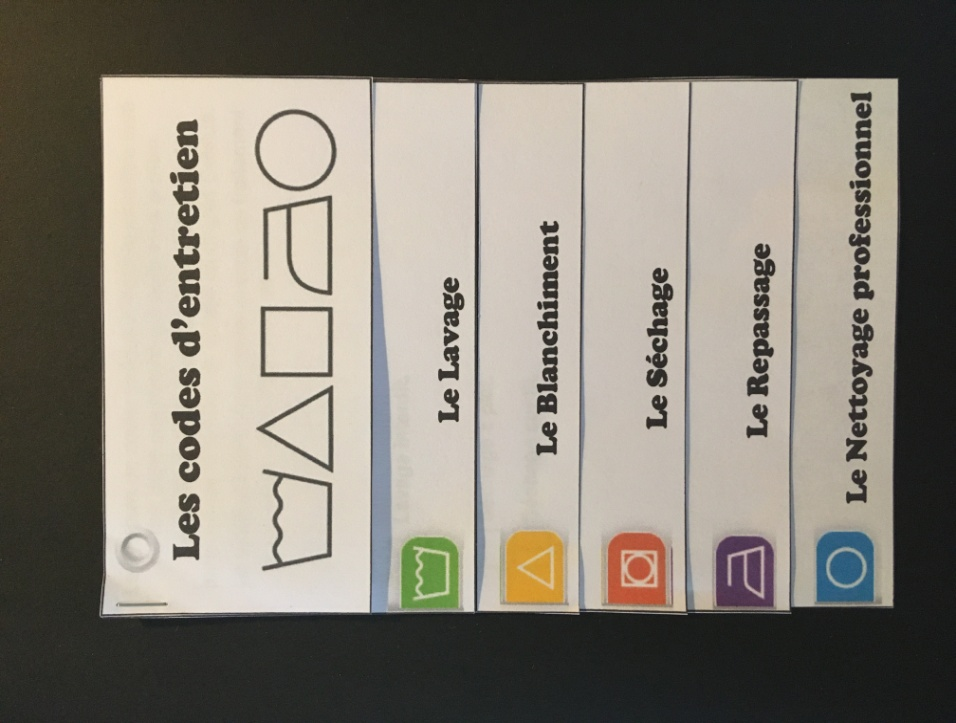 Les codes d'entretien
Le Lavage
Le Blanchiment
Le Séchage
Le Repassage
Le Nettoyage professionnel